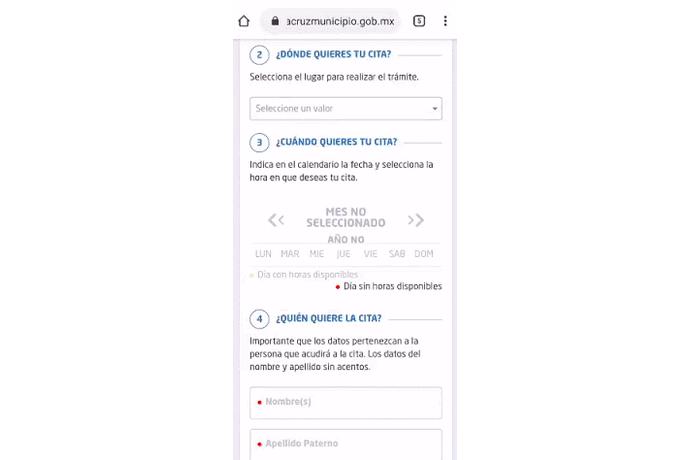 acruzmunicipio.gob.mx
5
2 ¿DÓNDE QUIERES TU CITA?
Selecciona el lugar para realizar el trámite.
Seleccione un valor
3 ¿CUÁNDO QUIERES TU CITA?
Indica en el calendario la fecha y selecciona la
hora en que deseas tu cita.
MES NO
SELECCIONADO
AÑO NO
LUN MAR MIE JUE VIE SAB DOM
Día con horas disponibles
Día sin horas disponibles
4 ¿QUIÉN QUIERE LA CITA?
Importante que los datos pertenezcan a la
persona que acudirá a la cita. Los datos del
nombre y apellido sin acentos.
Nombre(s)
Apellido Paterno